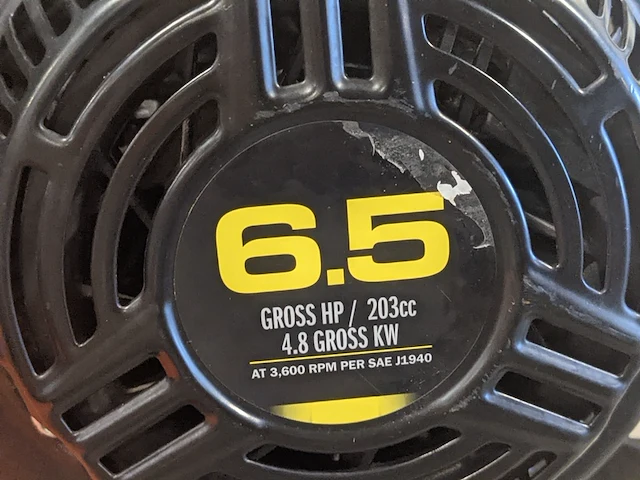 6.5
GROSS HP / 203cc
4.8 GROSS KW
AT 3,600 RPM PER SAE J1940